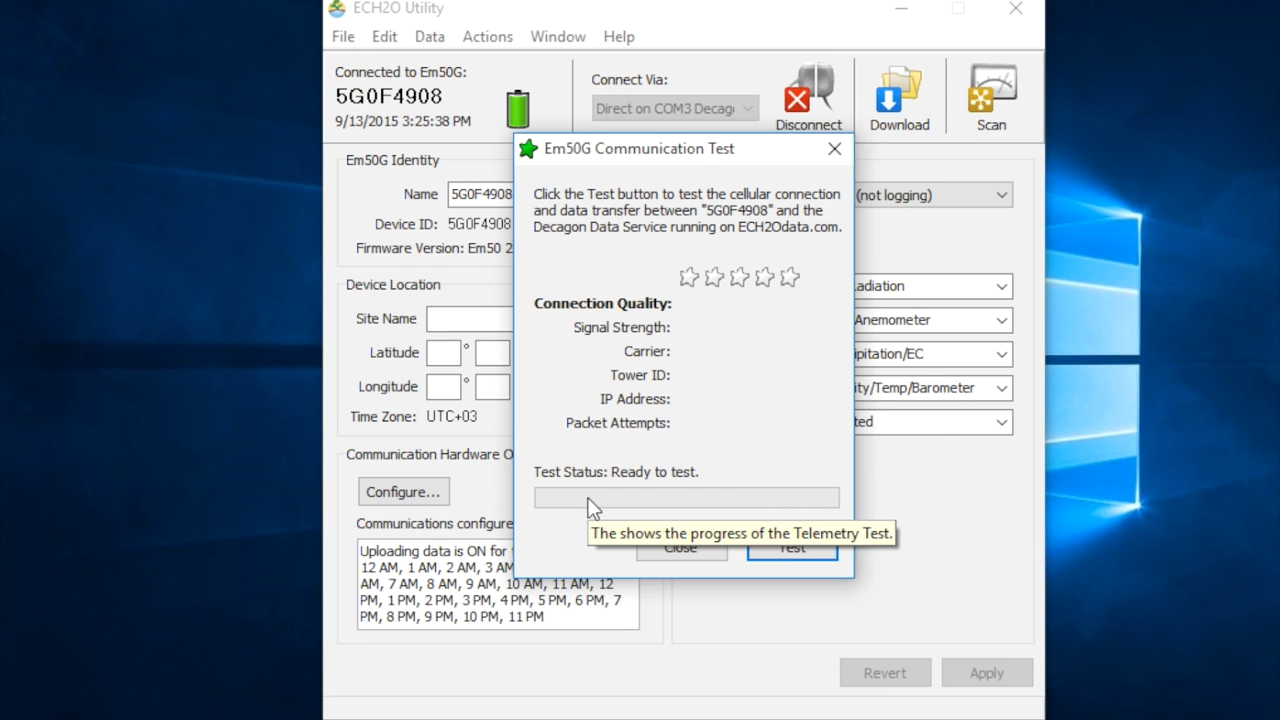 ECH2O Utility
File Edit Data Actions Window Help
Connected to Em50G:
5G0F4908
9/13/2015 3:25:38 PM
Connect Via:
Direct on COM3 Decag
Disconnect
Download
Scan
Em50G Identity
Name 5G0F4908
Device ID: 5G0F4908
Firmware Version: Em50 2
Device Location
Site Name
Latitude °
Longitude °
Time Zone: UTC+03
Communication Hardware O
Configure...
Communications configure
Uploading data is ON for
12 AM, 1 AM, 2 AM, 3 AM
AM, 7 AM, 8 AM, 9 AM, 10 AM, 11 AM, 12
PM, 1 PM, 2 PM, 3 PM, 4 PM, 5 PM, 6 PM, 7
PM, 8 PM, 9 PM, 10 PM, 11 PM
Em50G Communication Test
Click the Test button to test the cellular connection
and data transfer between "5G0F4908" and the
Decagon Data Service running on ECH2Odata.com.
Connection Quality:
Signal Strength:
Carrier:
Tower ID:
IP Address:
Packet Attempts:
Test Status: Ready to test.
The shows the progress of the Telemetry Test.
Close Test
(not logging)
adiation
Anemometer
ipitation/EC
ity/Temp/Barometer
ted
Revert Apply